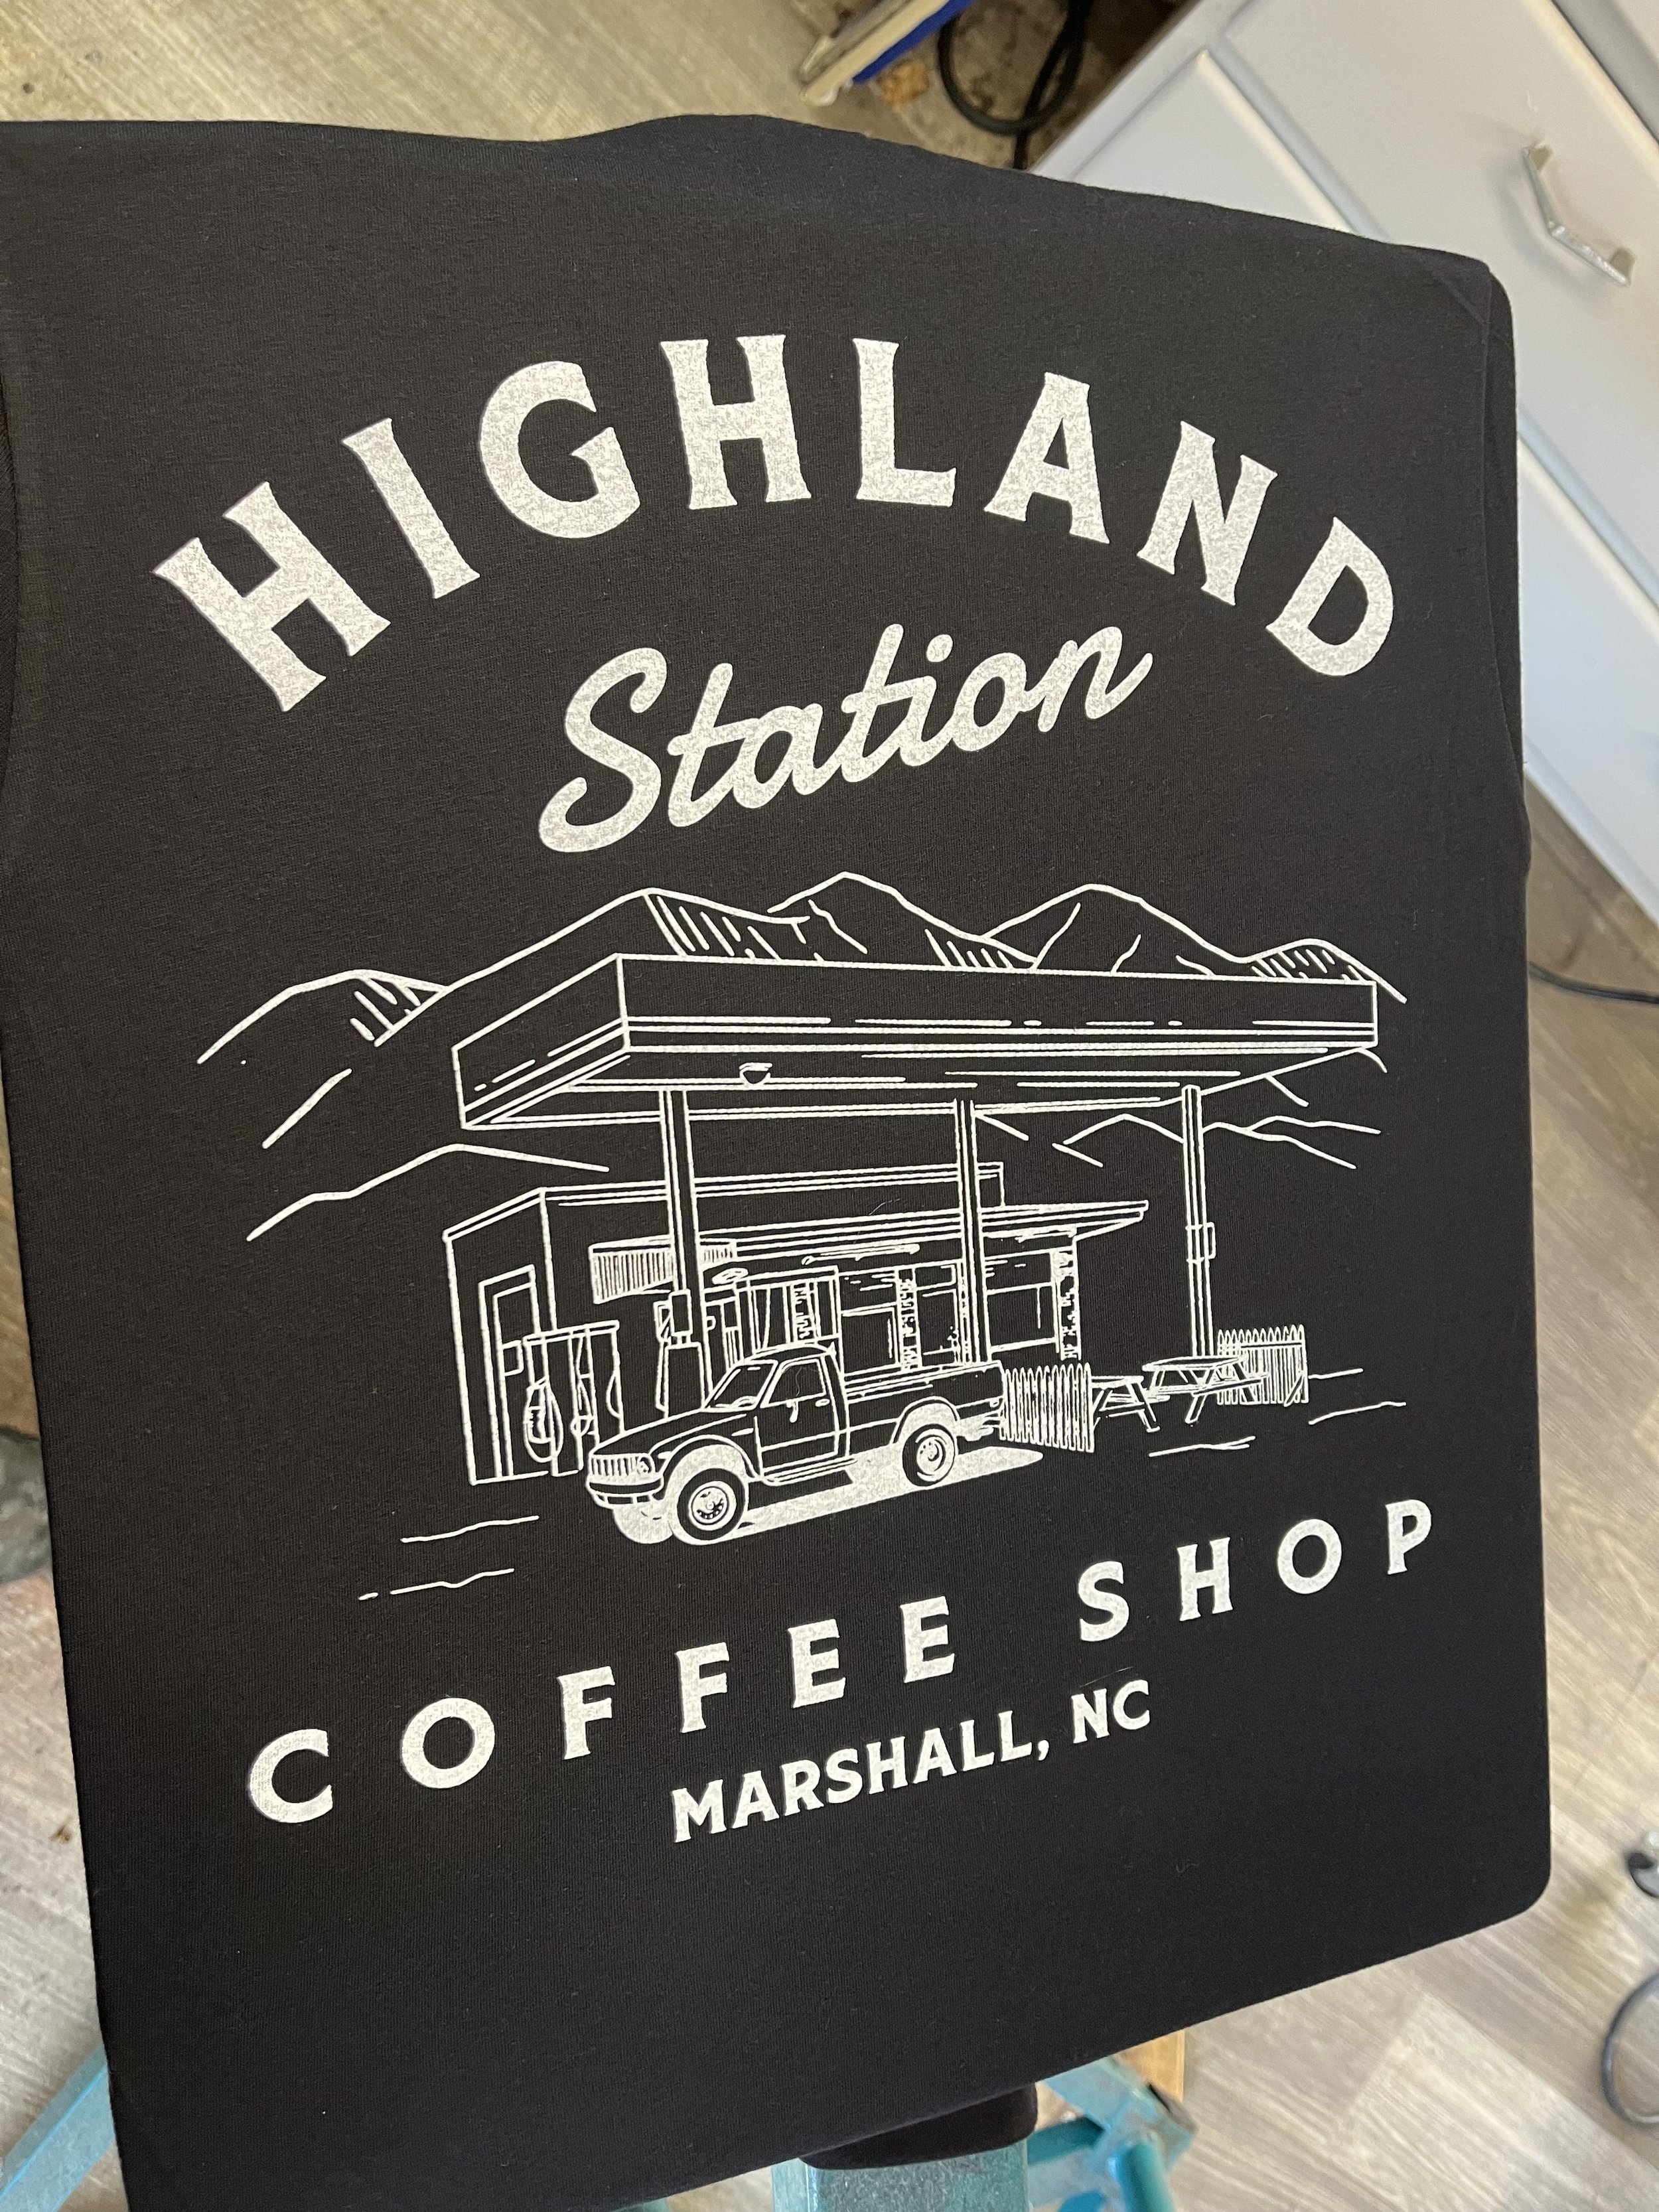 HIGHLAND
Station
COFFEE SHOP
MARSHALL, NC